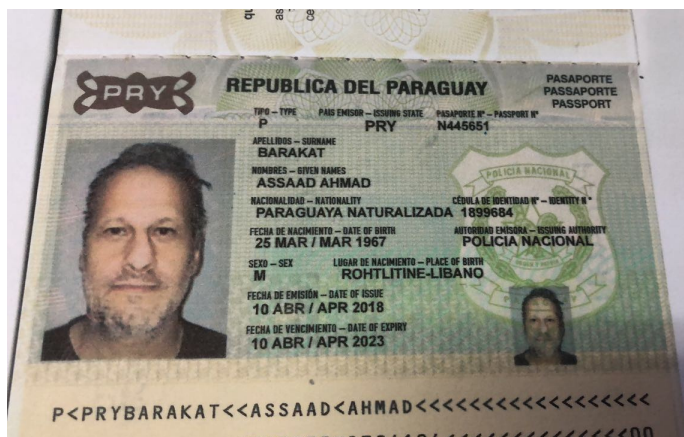 PRY
REPUBLICA DEL PARAGUAY
PASAPORTE
PASSAPORTE
PASSPORT
TIPO – TYPE PAIS EMISOR – ISSUING STATE PASAPORTE Nº – PASSPORT Nº
P PRY N445651
APELLIDOS – SURNAME
BARAKAT
NOMBRES – GIVEN NAMES
ASSAAD AHMAD
NACIONALIDAD – NATIONALITY CÉDULA DE IDENTIDAD Nº – IDENTITY Nº
PARAGUAYA NATURALIZADA 1899684
FECHA DE NACIMIENTO – DATE OF BIRTH AUTORIDAD EMISORA – ISSUING AUTHORITY
25 MAR / MAR 1967 POLICIA NACIONAL
SEXO – SEX LUGAR DE NACIMIENTO – PLACE OF BIRTH
M ROHTLITINE-LIBANO
FECHA DE EMISIÓN – DATE OF ISSUE
10 ABR / APR 2018
FECHA DE VENCIMIENTO – DATE OF EXPIRY
10 ABR / APR 2023
POLICIA NACIONAL
P<PRYBARAKAT<<ASSAAD<AHMAD<<<<<<<<<<<<<<<<<<